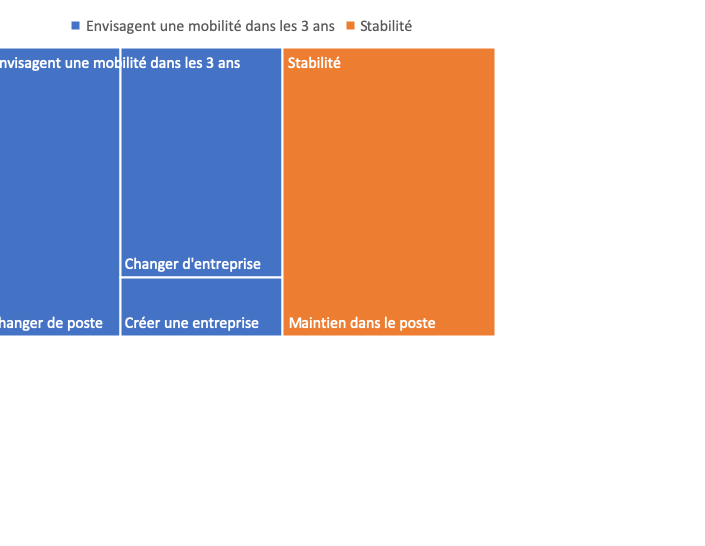 Envisagent une mobilité dans les 3 ans Stabilité
nvisagent une mobilité dans les 3 ans
Stabilité
Changer d'entreprise
hanger de poste
Créer une entreprise
Maintien dans le poste